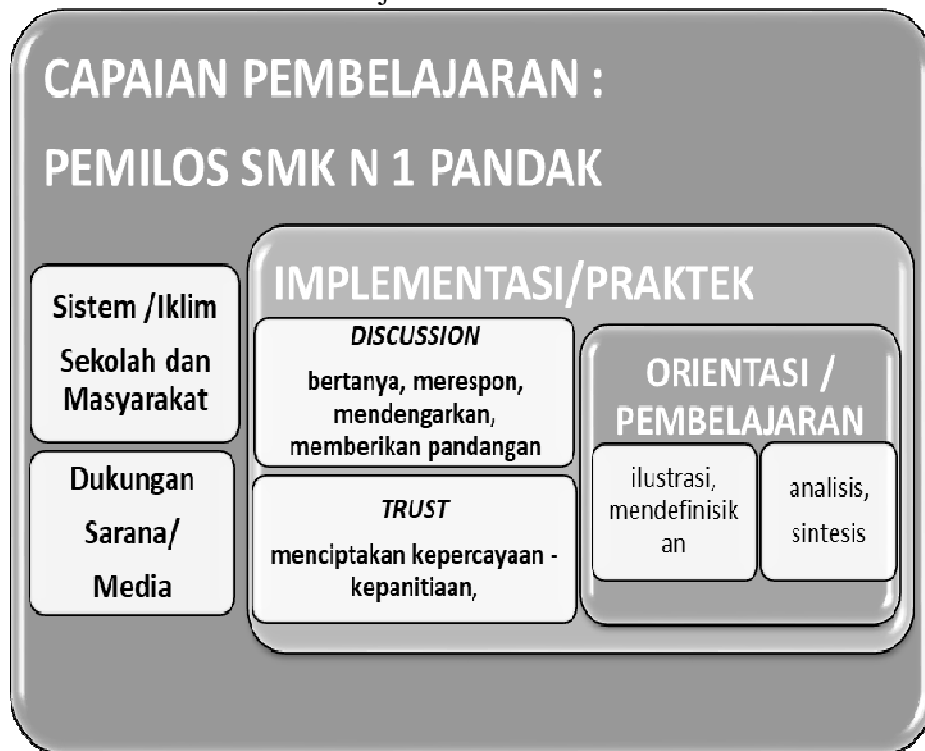 CAPAIAN PEMBELAJARAN :
PEMILOS SMK N 1 PANDAK
Sistem /Iklim
Sekolah dan
Masyarakat
Dukungan
Sarana/
Media
IMPLEMENTASI/PRAKTEK
DISCUSSION
bertanya, merespon,
mendengarkan,
memberikan pandangan
TRUST
menciptakan kepercayaan -
kepanitiaan,
ORIENTASI /
PEMBELAJARAN
ilustrasi,
mendefinisik
an
analisis,
sintesis